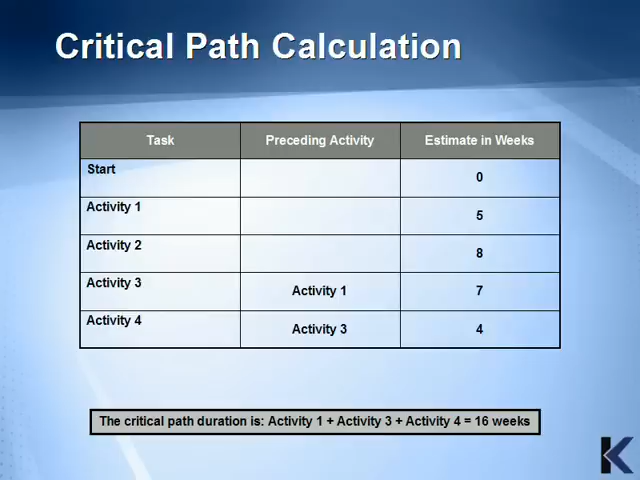 Critical Path Calculation
Task Preceding Activity Estimate in Weeks
Start 0
Activity 1 5
Activity 2 8
Activity 3 Activity 1 7
Activity 4 Activity 3 4
The critical path duration is: Activity 1 + Activity 3 + Activity 4 = 16 weeks
K